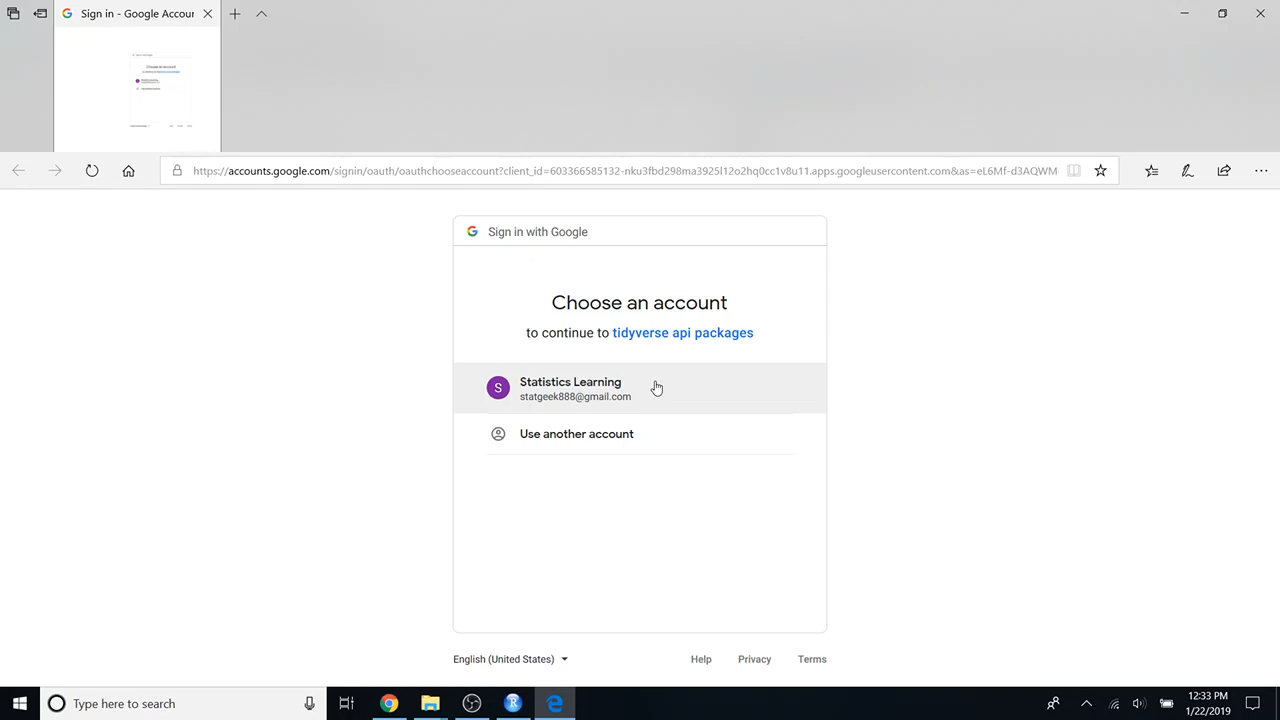 Sign in - Google Accour
https://accounts.google.com/signin/oauth/oauthchooseaccount?client_id=603366585132-nku3fbd298ma3925l12o2hq0cc1v8u11.apps.googleusercontent.com&as=eL6Mf-d3AQWM
Sign in with Google
Choose an account
to continue to tidyverse api packages
S
Statistics Learning
statgeek888@gmail.com
Use another account
English (United States)
Help Privacy Terms
Type here to search
R
12:33 PM
1/22/2019